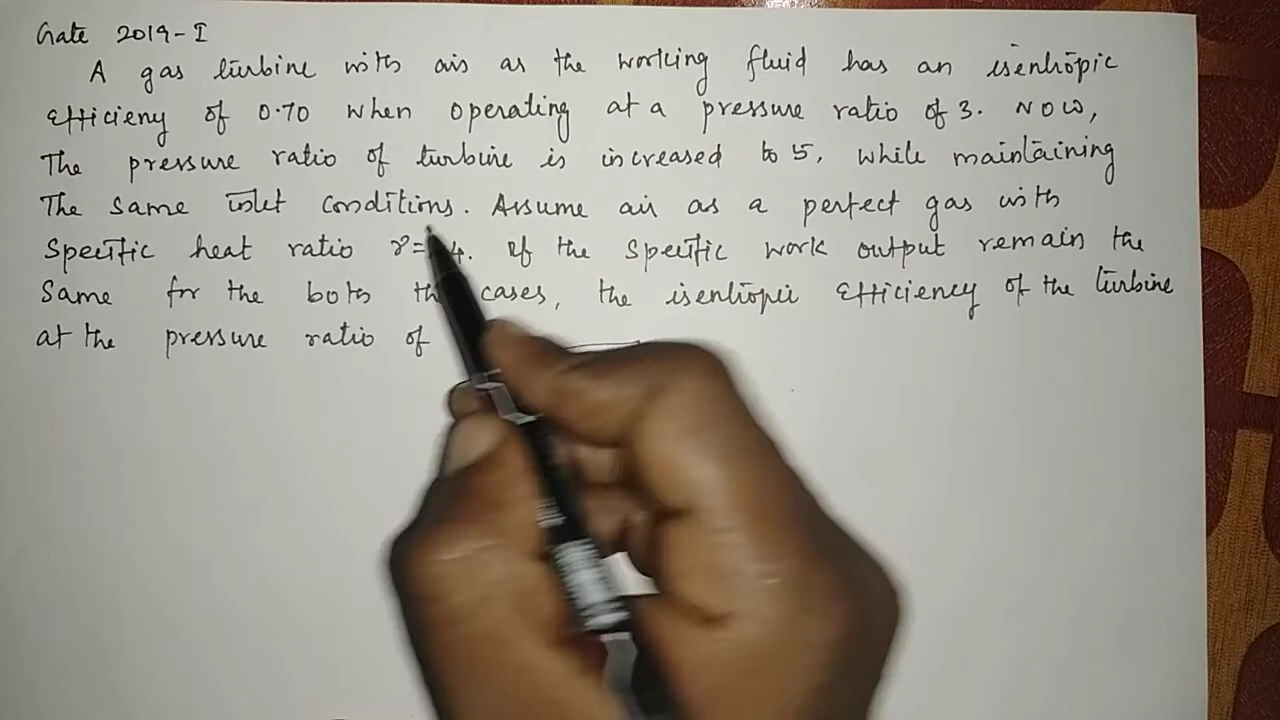 Gate 2019-I
A gas turbine with air as the working fluid has an isentropic
Efficieny of 0.70 when operating at a pressure ratio of 3. Now,
The pressure ratio of turbine is increased to 5, while maintaining
The same inlet conditions. Assume air as a perfect gas with
Specific heat ratio γ= 4. If the specific work output remain the
Same for the both th cases, the isentropic Efficiency of the turbine
at the pressure ratio of